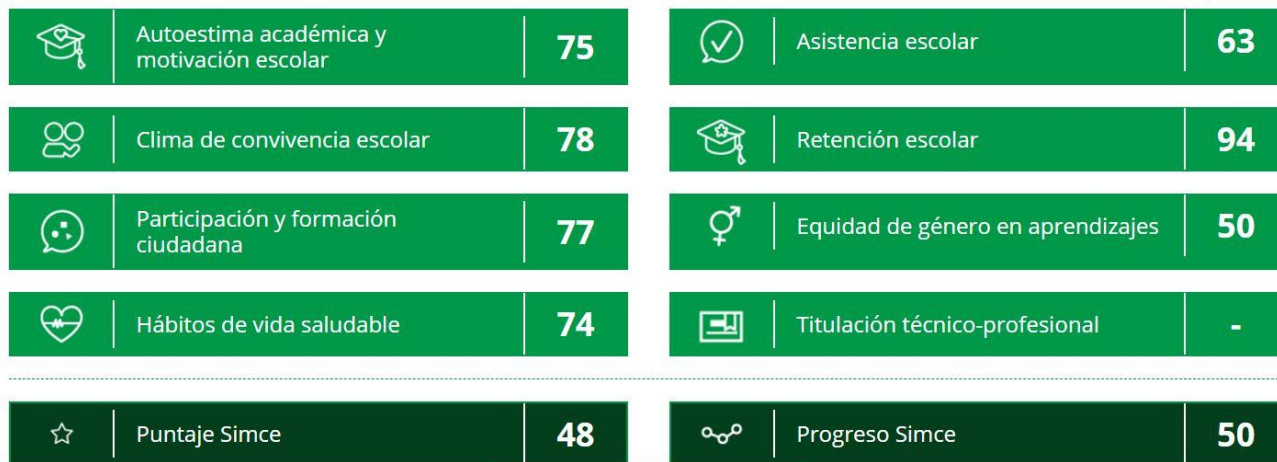 Autoestima académica y
motivación escolar
75
Asistencia escolar
63
Clima de convivencia escolar
78
Retención escolar
94
Participación y formación
ciudadana
77
Equidad de género en aprendizajes
50
Hábitos de vida saludable
74
Titulación técnico-profesional
-
Puntaje Simce
48
Progreso Simce
50